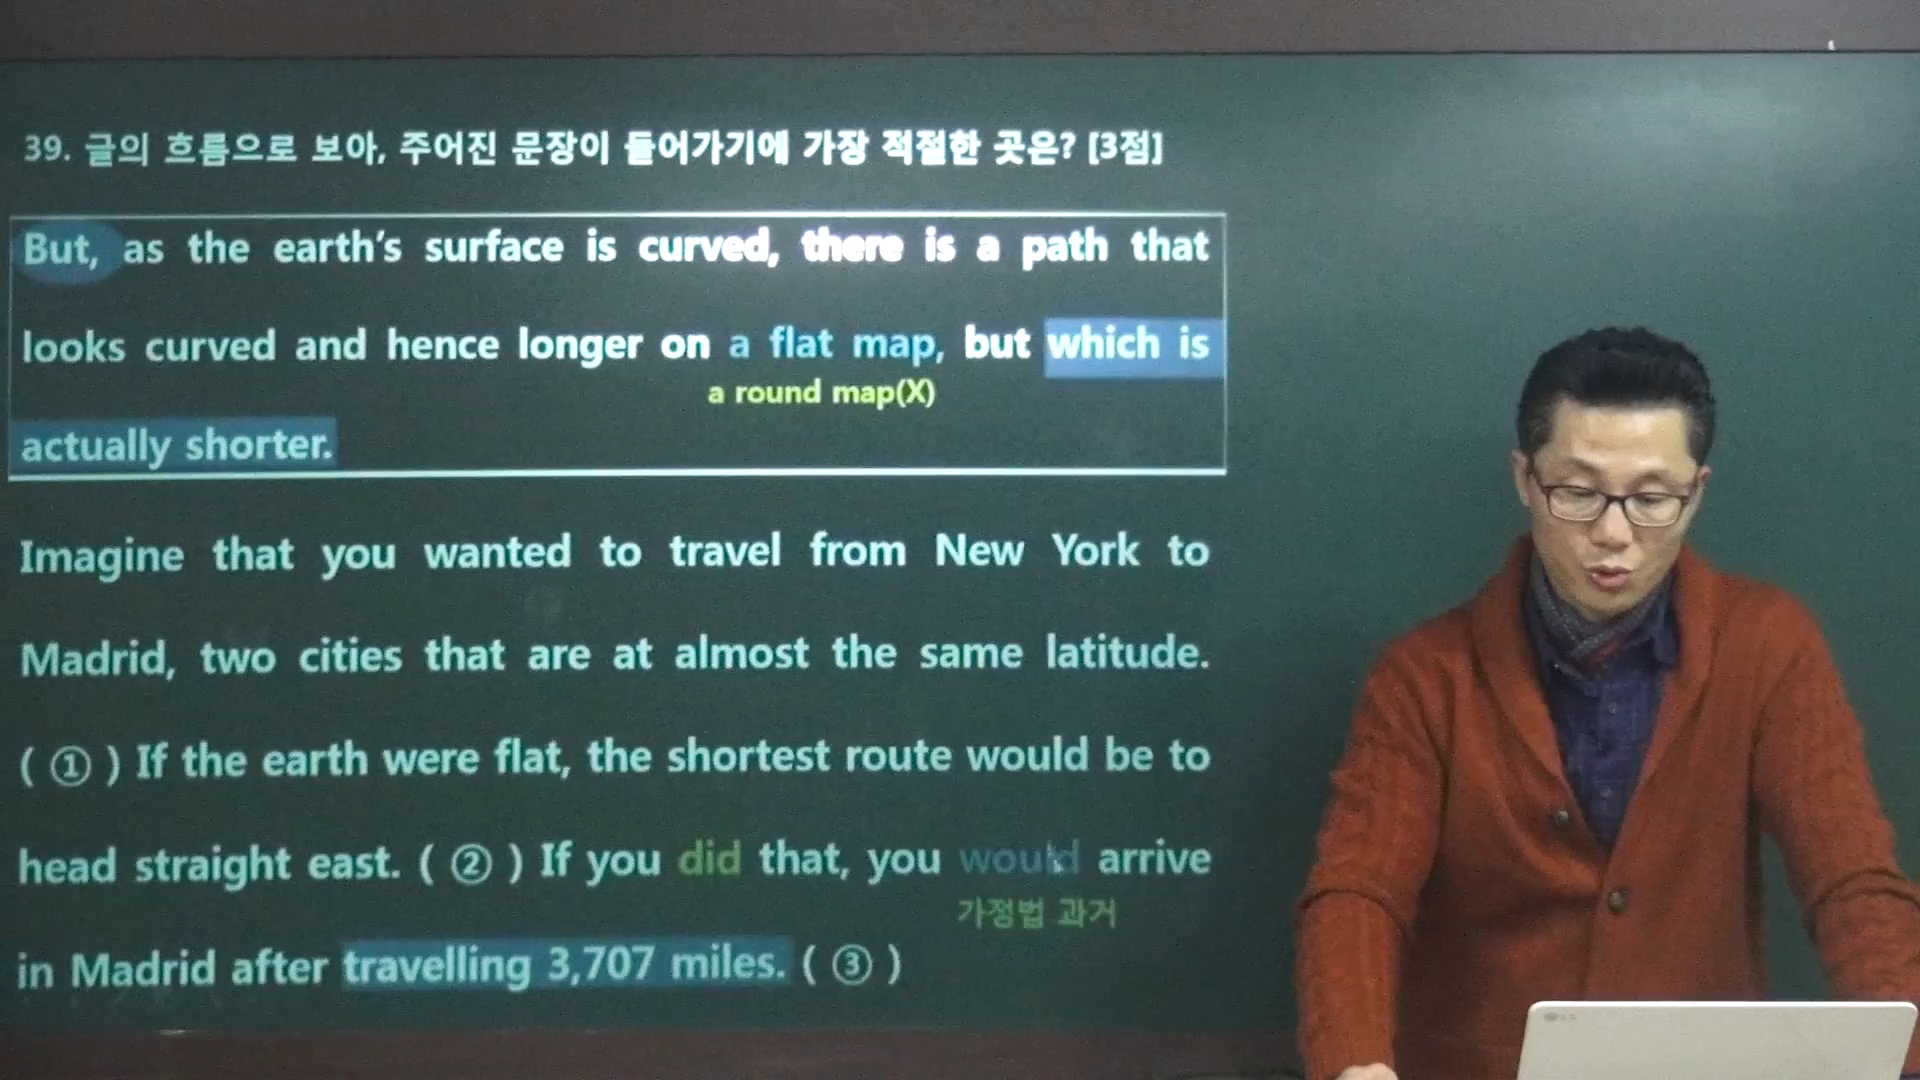 39. 글의 흐름으로 보아, 주어진 문장이 들어가기에 가장 적절한 곳은? [3점]
But, as the earth's surface is curved, there is a path that
looks curved and hence longer on a flat map, but which is
a round map(X)
actually shorter.
Imagine that you wanted to travel from New York to
Madrid, two cities that are at almost the same latitude.
( ① ) If the earth were flat, the shortest route would be to
head straight east. ( ② ) If you did that, you would arrive
가정법 과거
in Madrid after travelling 3,707 miles. ( ③ )
LG